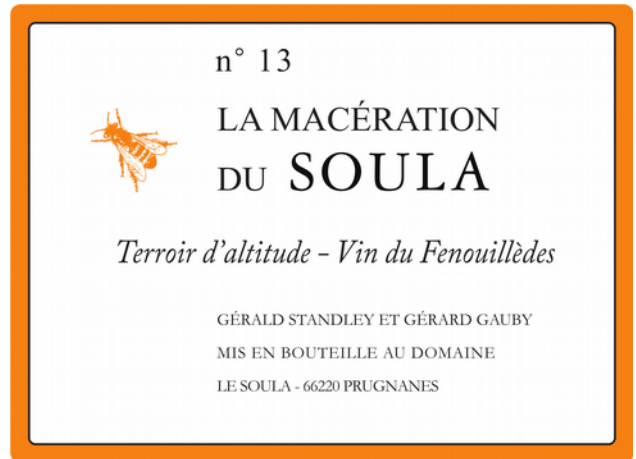 n° 13
LA MACÉRATION
DU SOULA
Terroir d'altitude - Vin du Fenouillèdes
GÉRALD STANDLEY ET GÉRARD GAUBY
MIS EN BOUTEILLE AU DOMAINE
LE SOULA - 66220 PRUGNANES